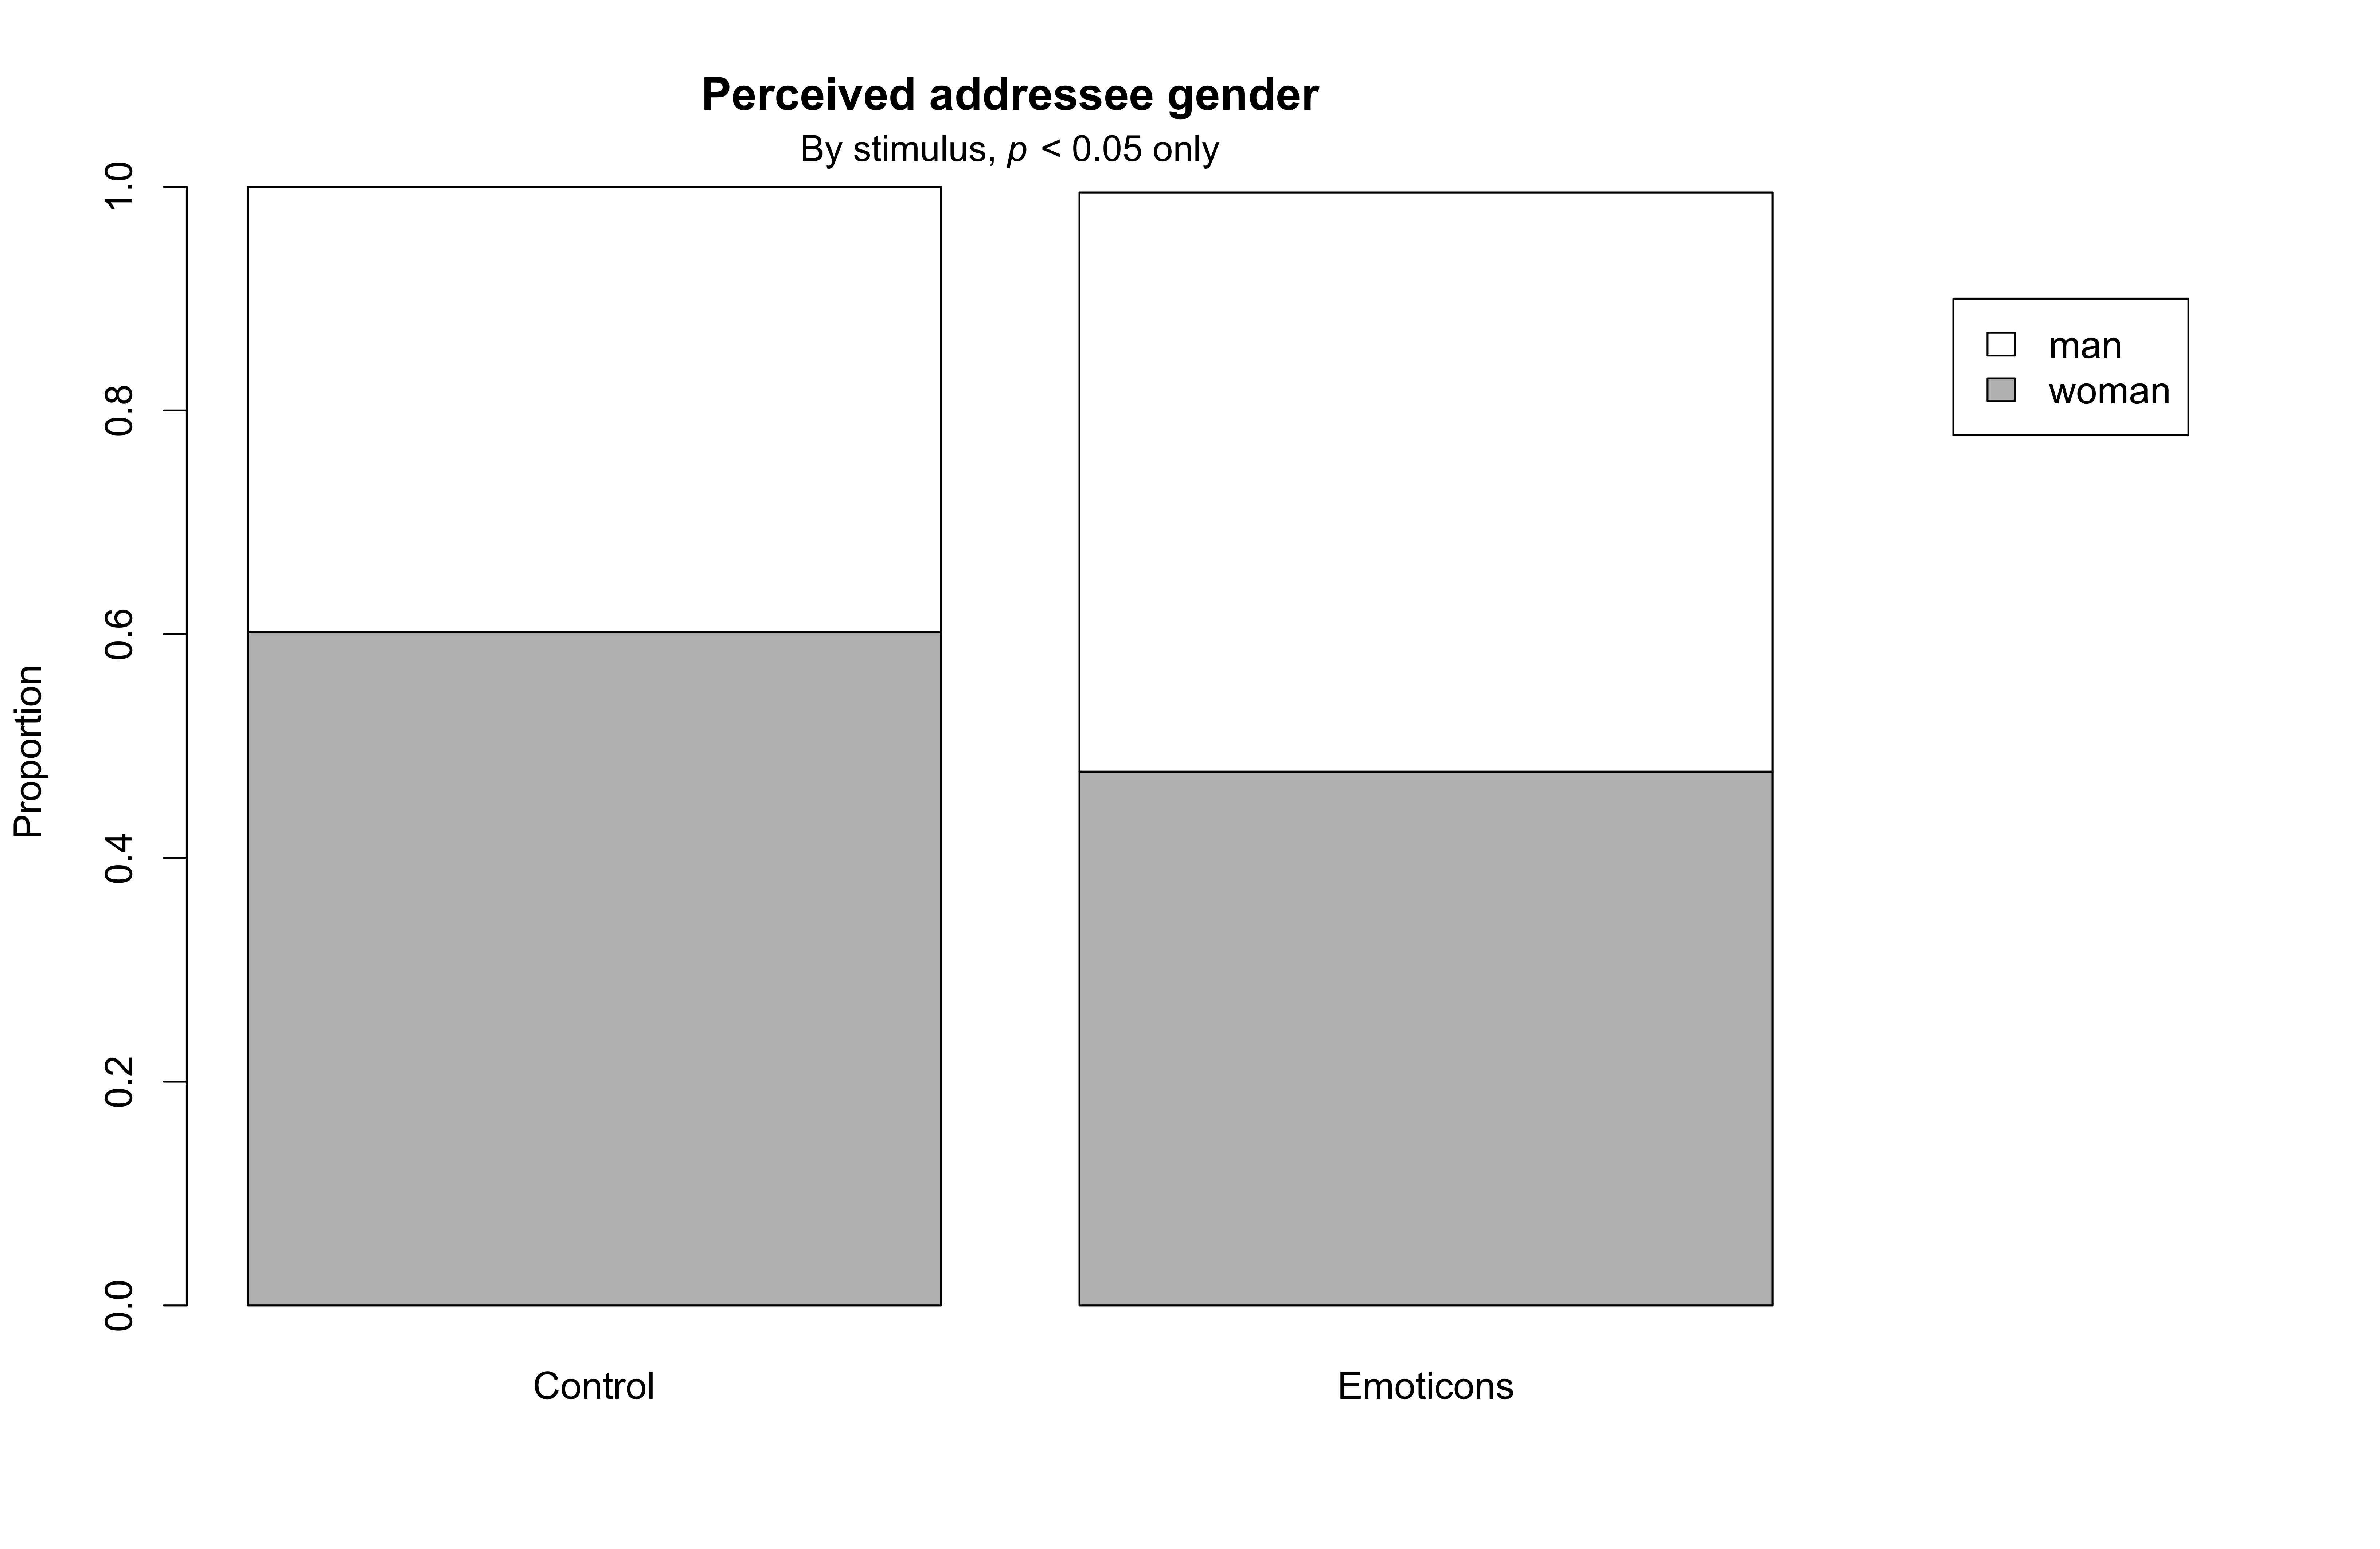 Perceived addressee gender
By stimulus, p < 0.05 only
1.0
0.8
0.6
0.4
0.2
0.0
Proportion
man
woman
Control
Emoticons